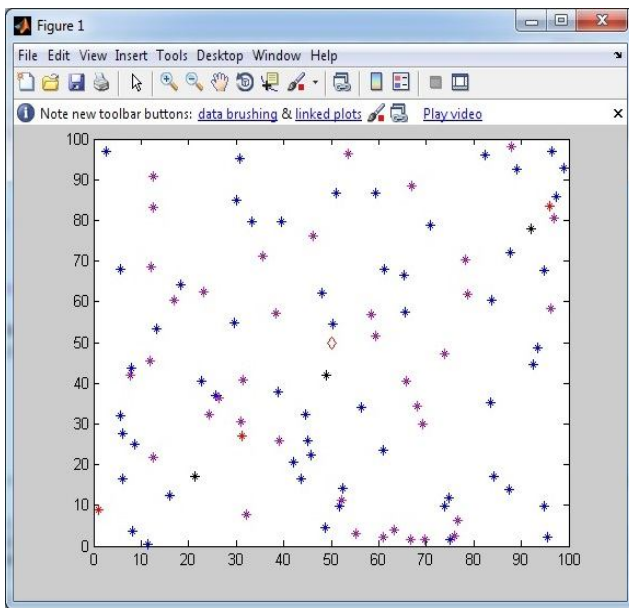 Figure 1
File Edit View Insert Tools Desktop Window Help
Note new toolbar buttons: data brushing & linked plots Play video
100
90
80
70
60
50
40
30
20
10
0
0 10 20 30 40 50 60 70 80 90 100